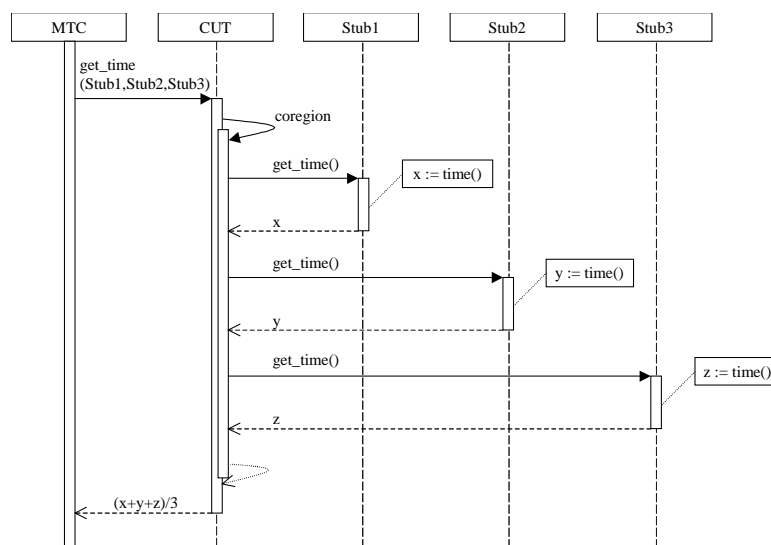 MTC
CUT
Stub1
Stub2
Stub3
get_time
(Stub1,Stub2,Stub3)
coregion
get_time()
x := time()
x
get_time()
y := time()
y
get_time()
z := time()
z
(x+y+z)/3